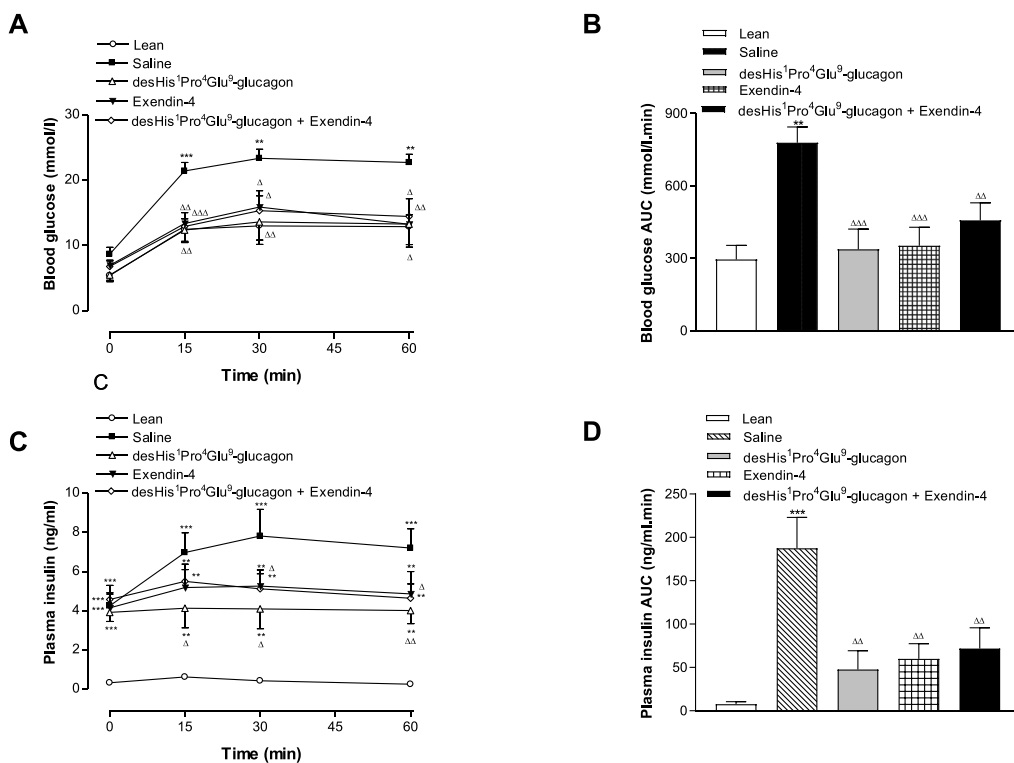 A
Lean
Saline
desHis¹Pro⁴Glu⁹-glucagon
Exendin-4
desHis¹Pro⁴Glu⁹-glucagon + Exendin-4
Blood glucose (mmol/l)
30
20
10
0
***
**
**
Δ
Δ
Δ
ΔΔ
ΔΔΔ
ΔΔ
ΔΔ
ΔΔ
Δ
0 15 30 45 60
Time (min)
B
Lean
Saline
desHis¹Pro⁴Glu⁹-glucagon
Exendin-4
desHis¹Pro⁴Glu⁹-glucagon + Exendin-4
Blood glucose AUC (mmol/l.min)
900
600
300
0
**
ΔΔΔ
ΔΔΔ
ΔΔ
C
C
Lean
Saline
desHis¹Pro⁴Glu⁹-glucagon
Exendin-4
desHis¹Pro⁴Glu⁹-glucagon + Exendin-4
Plasma insulin (ng/ml)
10
8
6
4
2
0
***
***
***
***
***
***
***
**
**
** Δ
**
**
Δ
**
**
Δ
**
Δ
**
ΔΔ
0 15 30 45 60
Time (min)
D
Lean
Saline
desHis¹Pro⁴Glu⁹-glucagon
Exendin-4
desHis¹Pro⁴Glu⁹-glucagon + Exendin-4
Plasma insulin AUC (ng/ml.min)
250
200
150
100
50
0
***
ΔΔ
ΔΔ
ΔΔ